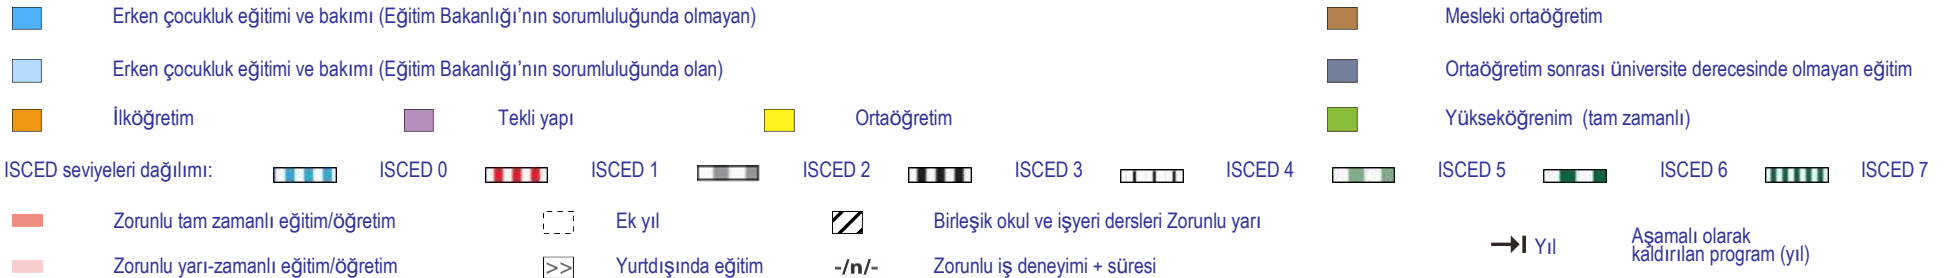 Erken çocukluk eğitimi ve bakımı (Eğitim Bakanlığı’nın sorumluluğunda olmayan) Mesleki ortaöğretim
Erken çocukluk eğitimi ve bakımı (Eğitim Bakanlığı’nın sorumluluğunda olan) Ortaöğretim sonrası üniversite derecesinde olmayan eğitim
İlköğretim Tekli yapı Ortaöğretim Yükseköğrenim (tam zamanlı)
ISCED seviyeleri dağılımı: ISCED 0 ISCED 1 ISCED 2 ISCED 3 ISCED 4 ISCED 5 ISCED 6 ISCED 7
Zorunlu tam zamanlı eğitim/öğretim Ek yıl Birleşik okul ve işyeri dersleri Zorunlu yarı
Yıl Aşamalı olarak
kaldırılan program (yıl)
Zorunlu yarı-zamanlı eğitim/öğretim >> Yurtdışında eğitim -/n/- Zorunlu iş deneyimi + süresi